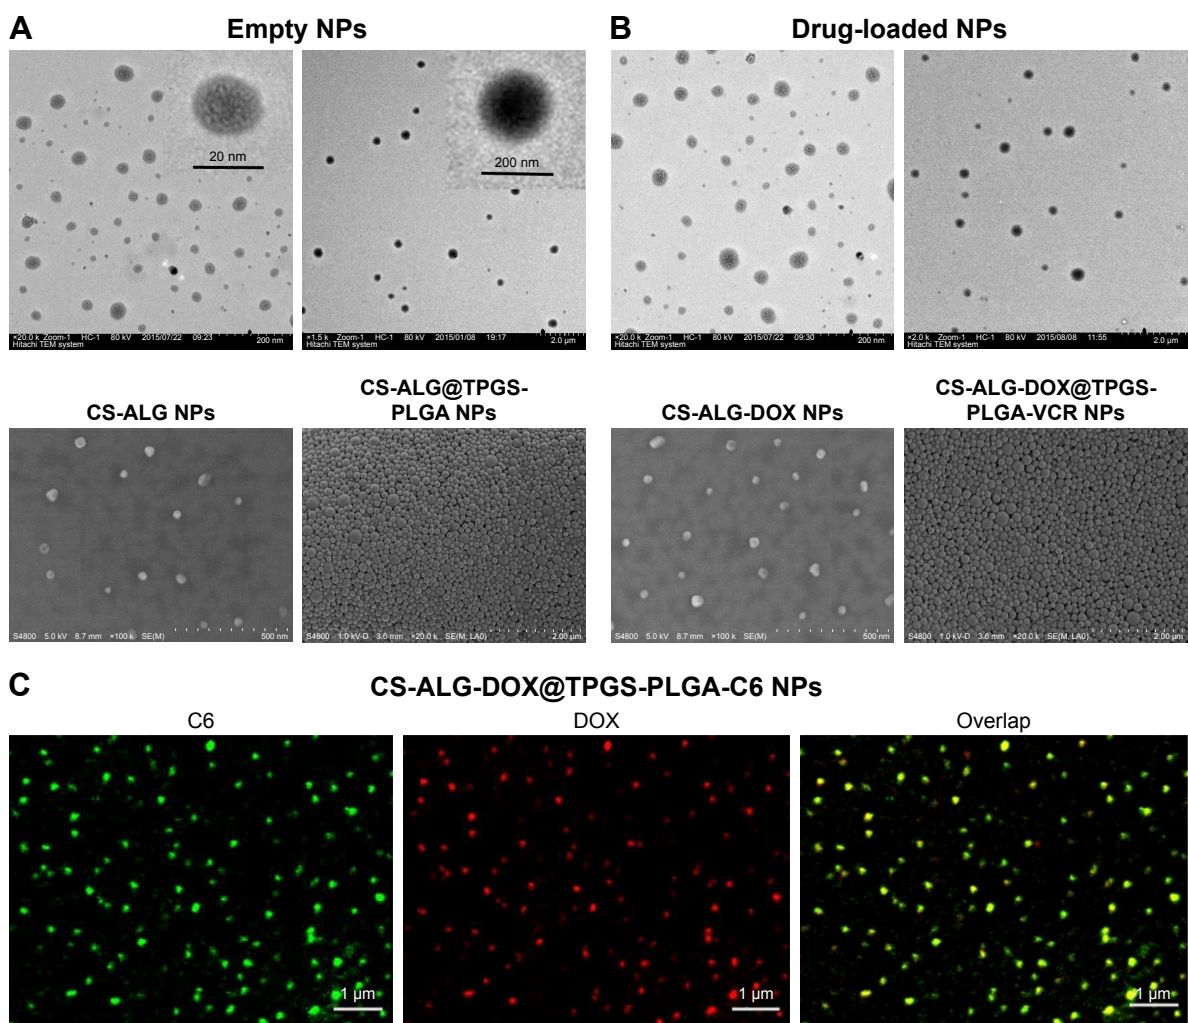 A Empty NPs
B Drug-loaded NPs
20 nm
200 nm
×20.0 k Zoom-1 HC-1 80 kV 2015/07/22 09:23
Hitachi TEM system 200 nm
×1.5 k Zoom-1 HC-1 80 kV 2015/01/08 19:17
Hitachi TEM system 2.0 µm
×20.0 k Zoom-1 HC-1 80 kV 2015/07/22 09:30
Hitachi TEM system 200 nm
×2.0 k Zoom-1 HC-1 80 kV 2015/08/08 11:55
Hitachi TEM system 2.0 µm
CS-ALG NPs
CS-ALG@TPGS-
PLGA NPs
CS-ALG-DOX NPs
CS-ALG-DOX@TPGS-
PLGA-VCR NPs
S4800 5.0 kV 8.7 mm ×100 k SE(M) 500 nm
S4800 1.0 kV-D 3.6 mm ×20.0 k SE(M, LA0) 2.00 µm
S4800 5.0 kV 8.7 mm ×100 k SE(M) 500 nm
S4800 1.0 kV-D 3.6 mm ×20.0 k SE(M, LA0) 2.00 µm
C CS-ALG-DOX@TPGS-PLGA-C6 NPs
C6
DOX
Overlap
1 µm
1 µm
1 µm